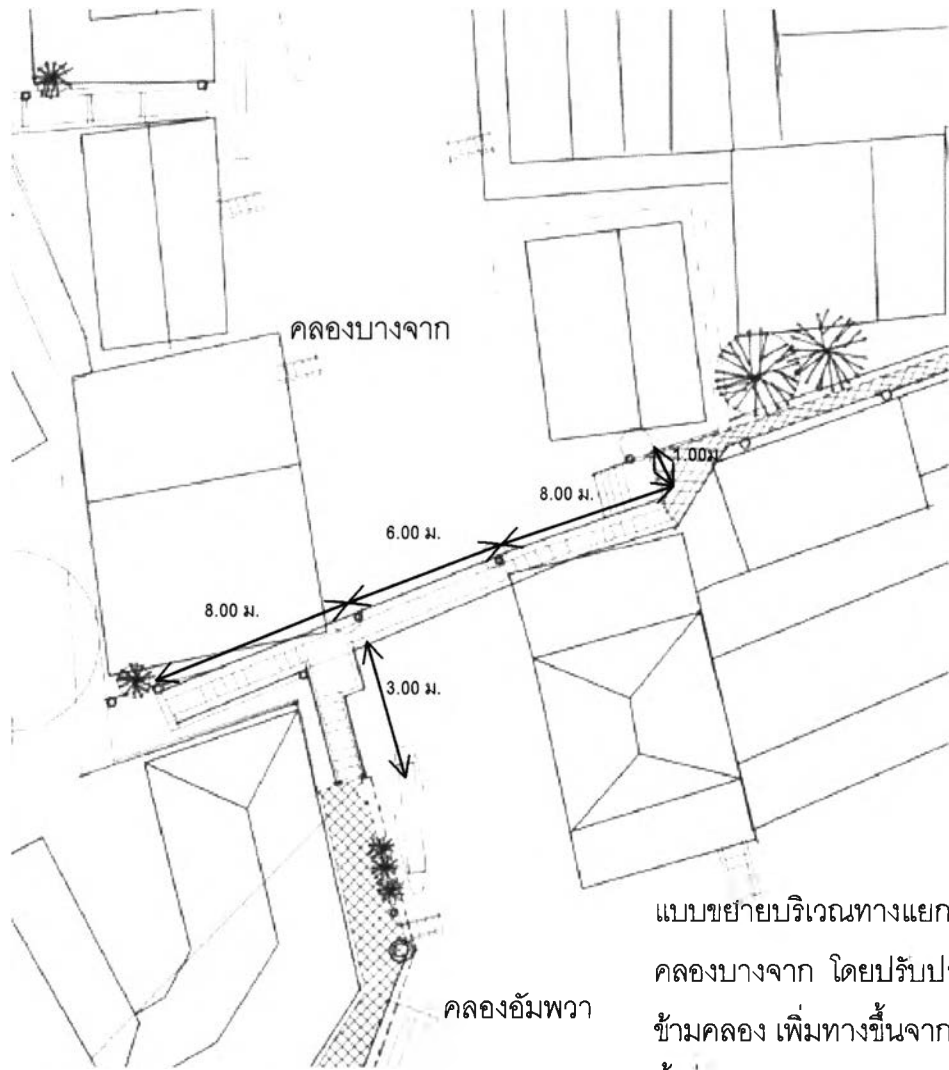 คลองบางจาก
1.00ม.
8.00 ม.
6.00 ม.
8.00 ม.
3.00 ม.
แบบขยายบริเวณทางแยก
คลองบางจาก โดยปรับป
ข้ามคลอง เพิ่มทางขึ้นจาก
คลองอัมพวา